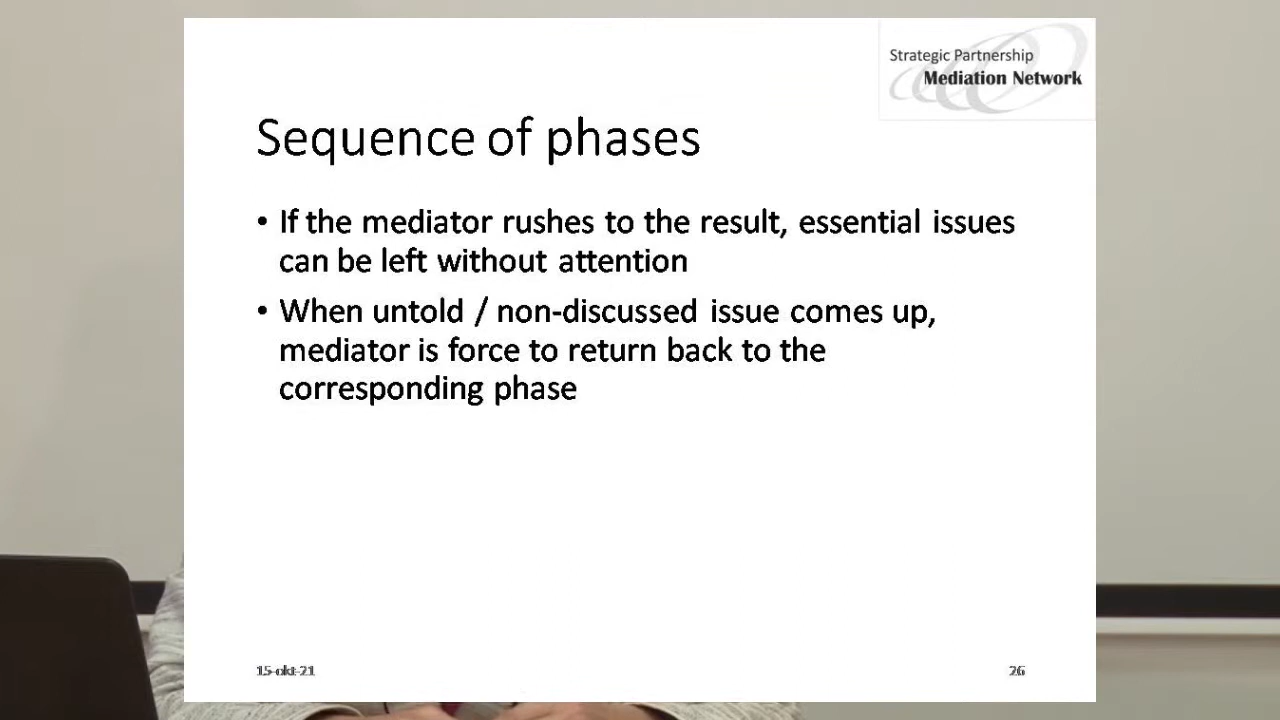 Strategic Partnership
Mediation Network
Sequence of phases
• If the mediator rushes to the result, essential issues
can be left without attention
• When untold / non-discussed issue comes up,
mediator is force to return back to the
corresponding phase
15-okt-21
26